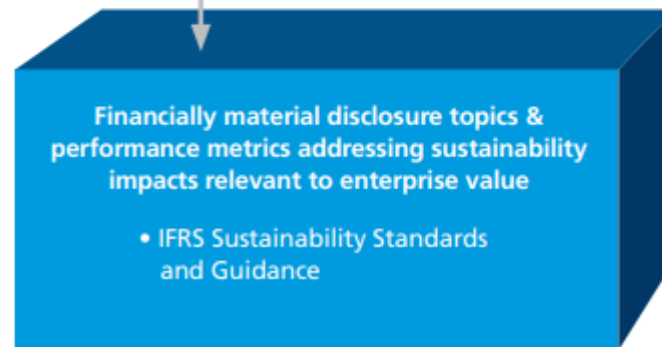 Financially material disclosure topics &
performance metrics addressing sustainability
impacts relevant to enterprise value
• IFRS Sustainability Standards
and Guidance